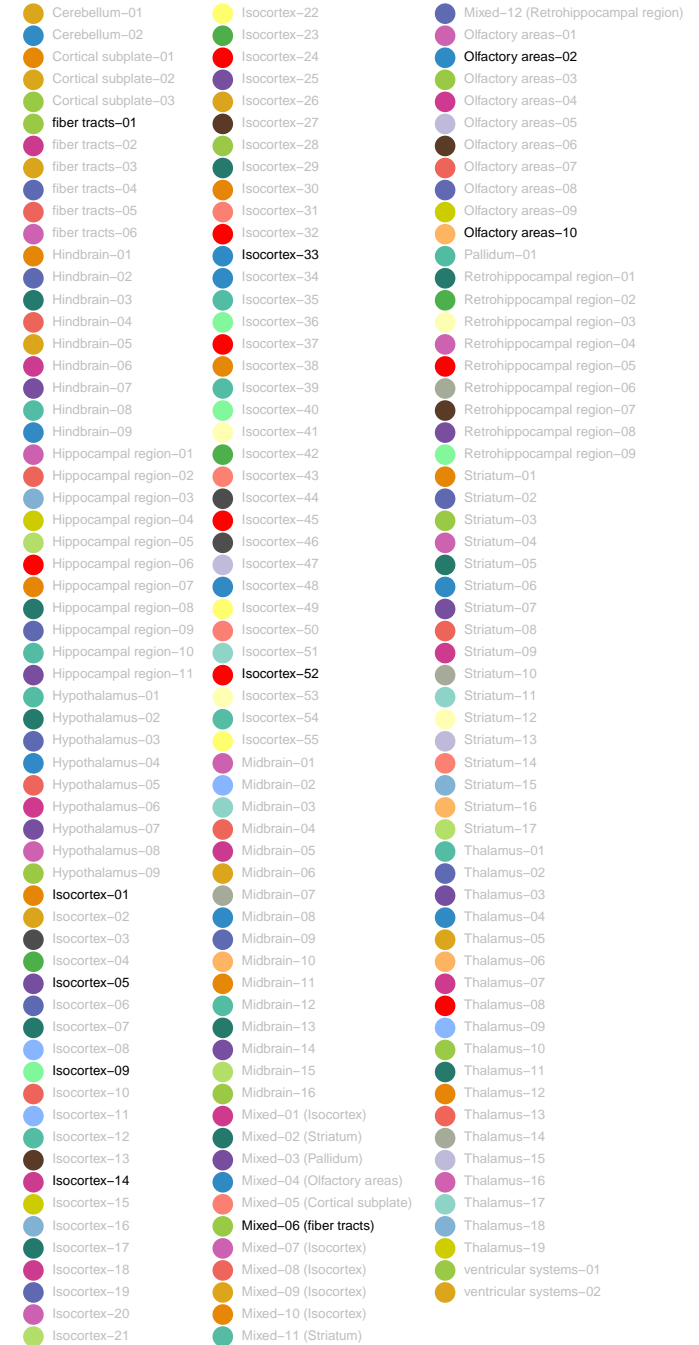 Cerebellum–01
Cerebellum–02
Cortical subplate–01
Cortical subplate–02
Cortical subplate–03
fiber tracts–01
fiber tracts–02
fiber tracts–03
fiber tracts–04
fiber tracts–05
fiber tracts–06
Hindbrain–01
Hindbrain–02
Hindbrain–03
Hindbrain–04
Hindbrain–05
Hindbrain–06
Hindbrain–07
Hindbrain–08
Hindbrain–09
Hippocampal region–01
Hippocampal region–02
Hippocampal region–03
Hippocampal region–04
Hippocampal region–05
Hippocampal region–06
Hippocampal region–07
Hippocampal region–08
Hippocampal region–09
Hippocampal region–10
Hippocampal region–11
Hypothalamus–01
Hypothalamus–02
Hypothalamus–03
Hypothalamus–04
Hypothalamus–05
Hypothalamus–06
Hypothalamus–07
Hypothalamus–08
Hypothalamus–09
Isocortex–01
Isocortex–02
Isocortex–03
Isocortex–04
Isocortex–05
Isocortex–06
Isocortex–07
Isocortex–08
Isocortex–09
Isocortex–10
Isocortex–11
Isocortex–12
Isocortex–13
Isocortex–14
Isocortex–15
Isocortex–16
Isocortex–17
Isocortex–18
Isocortex–19
Isocortex–20
Isocortex–21
Isocortex–22
Isocortex–23
Isocortex–24
Isocortex–25
Isocortex–26
Isocortex–27
Isocortex–28
Isocortex–29
Isocortex–30
Isocortex–31
Isocortex–32
Isocortex–33
Isocortex–34
Isocortex–35
Isocortex–36
Isocortex–37
Isocortex–38
Isocortex–39
Isocortex–40
Isocortex–41
Isocortex–42
Isocortex–43
Isocortex–44
Isocortex–45
Isocortex–46
Isocortex–47
Isocortex–48
Isocortex–49
Isocortex–50
Isocortex–51
Isocortex–52
Isocortex–53
Isocortex–54
Isocortex–55
Midbrain–01
Midbrain–02
Midbrain–03
Midbrain–04
Midbrain–05
Midbrain–06
Midbrain–07
Midbrain–08
Midbrain–09
Midbrain–10
Midbrain–11
Midbrain–12
Midbrain–13
Midbrain–14
Midbrain–15
Midbrain–16
Mixed–01 (Isocortex)
Mixed–02 (Striatum)
Mixed–03 (Pallidum)
Mixed–04 (Olfactory areas)
Mixed–05 (Cortical subplate)
Mixed–06 (fiber tracts)
Mixed–07 (Isocortex)
Mixed–08 (Isocortex)
Mixed–09 (Isocortex)
Mixed–10 (Isocortex)
Mixed–11 (Striatum)
Mixed–12 (Retrohippocampal region)
Olfactory areas–01
Olfactory areas–02
Olfactory areas–03
Olfactory areas–04
Olfactory areas–05
Olfactory areas–06
Olfactory areas–07
Olfactory areas–08
Olfactory areas–09
Olfactory areas–10
Pallidum–01
Retrohippocampal region–01
Retrohippocampal region–02
Retrohippocampal region–03
Retrohippocampal region–04
Retrohippocampal region–05
Retrohippocampal region–06
Retrohippocampal region–07
Retrohippocampal region–08
Retrohippocampal region–09
Striatum–01
Striatum–02
Striatum–03
Striatum–04
Striatum–05
Striatum–06
Striatum–07
Striatum–08
Striatum–09
Striatum–10
Striatum–11
Striatum–12
Striatum–13
Striatum–14
Striatum–15
Striatum–16
Striatum–17
Thalamus–01
Thalamus–02
Thalamus–03
Thalamus–04
Thalamus–05
Thalamus–06
Thalamus–07
Thalamus–08
Thalamus–09
Thalamus–10
Thalamus–11
Thalamus–12
Thalamus–13
Thalamus–14
Thalamus–15
Thalamus–16
Thalamus–17
Thalamus–18
Thalamus–19
ventricular systems–01
ventricular systems–02